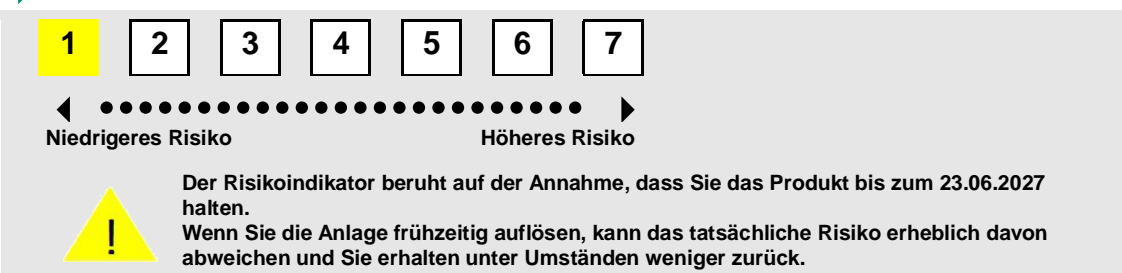 1 2 3 4 5 6 7
Niedrigeres Risiko Höheres Risiko
Der Risikoindikator beruht auf der Annahme, dass Sie das Produkt bis zum 23.06.2027
halten.
!
Wenn Sie die Anlage frühzeitig auflösen, kann das tatsächliche Risiko erheblich davon
abweichen und Sie erhalten unter Umständen weniger zurück.